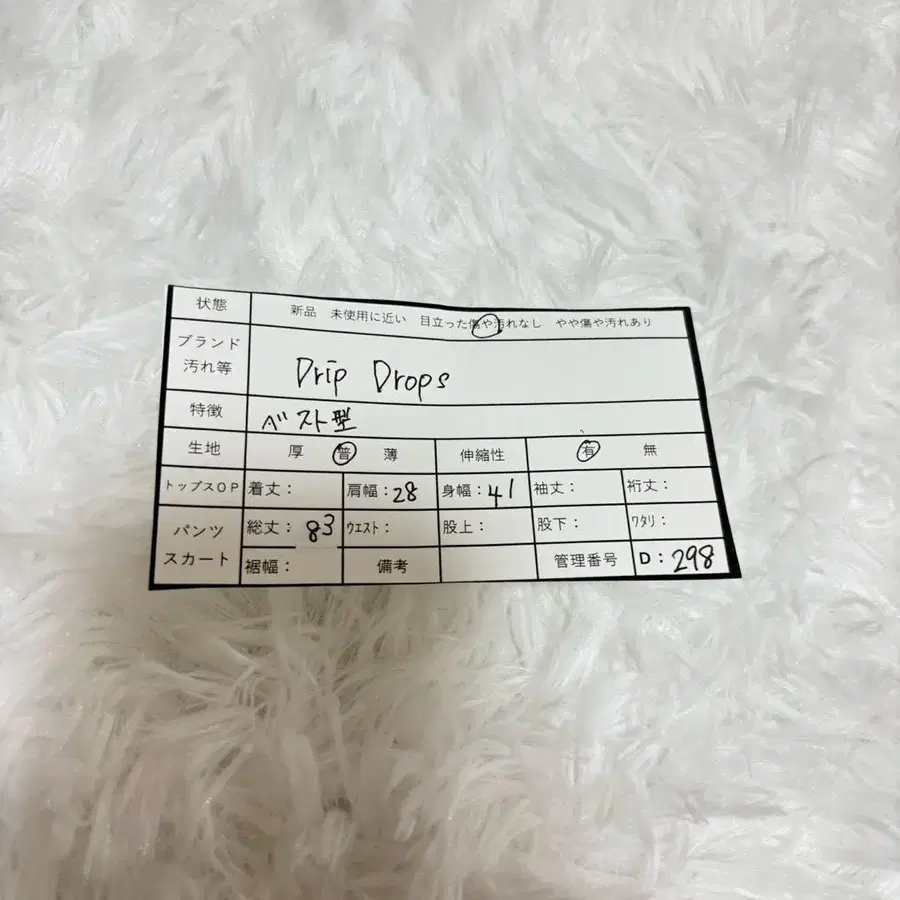 状態 新品 未使用に近い 目立った傷や汚れなし やや傷や汚れあり
ブランド
汚れ等 Drip Drops
特徴 ベスト型
生地 厚 普 薄 伸縮性 有 無
トップスOP 着丈: 肩幅:28 身幅:41 袖丈: 裄丈:
パンツ
スカート
総丈:83 ウエスト: 股上: 股下: ワタリ:
裾幅: 備考 管理番号 D:298